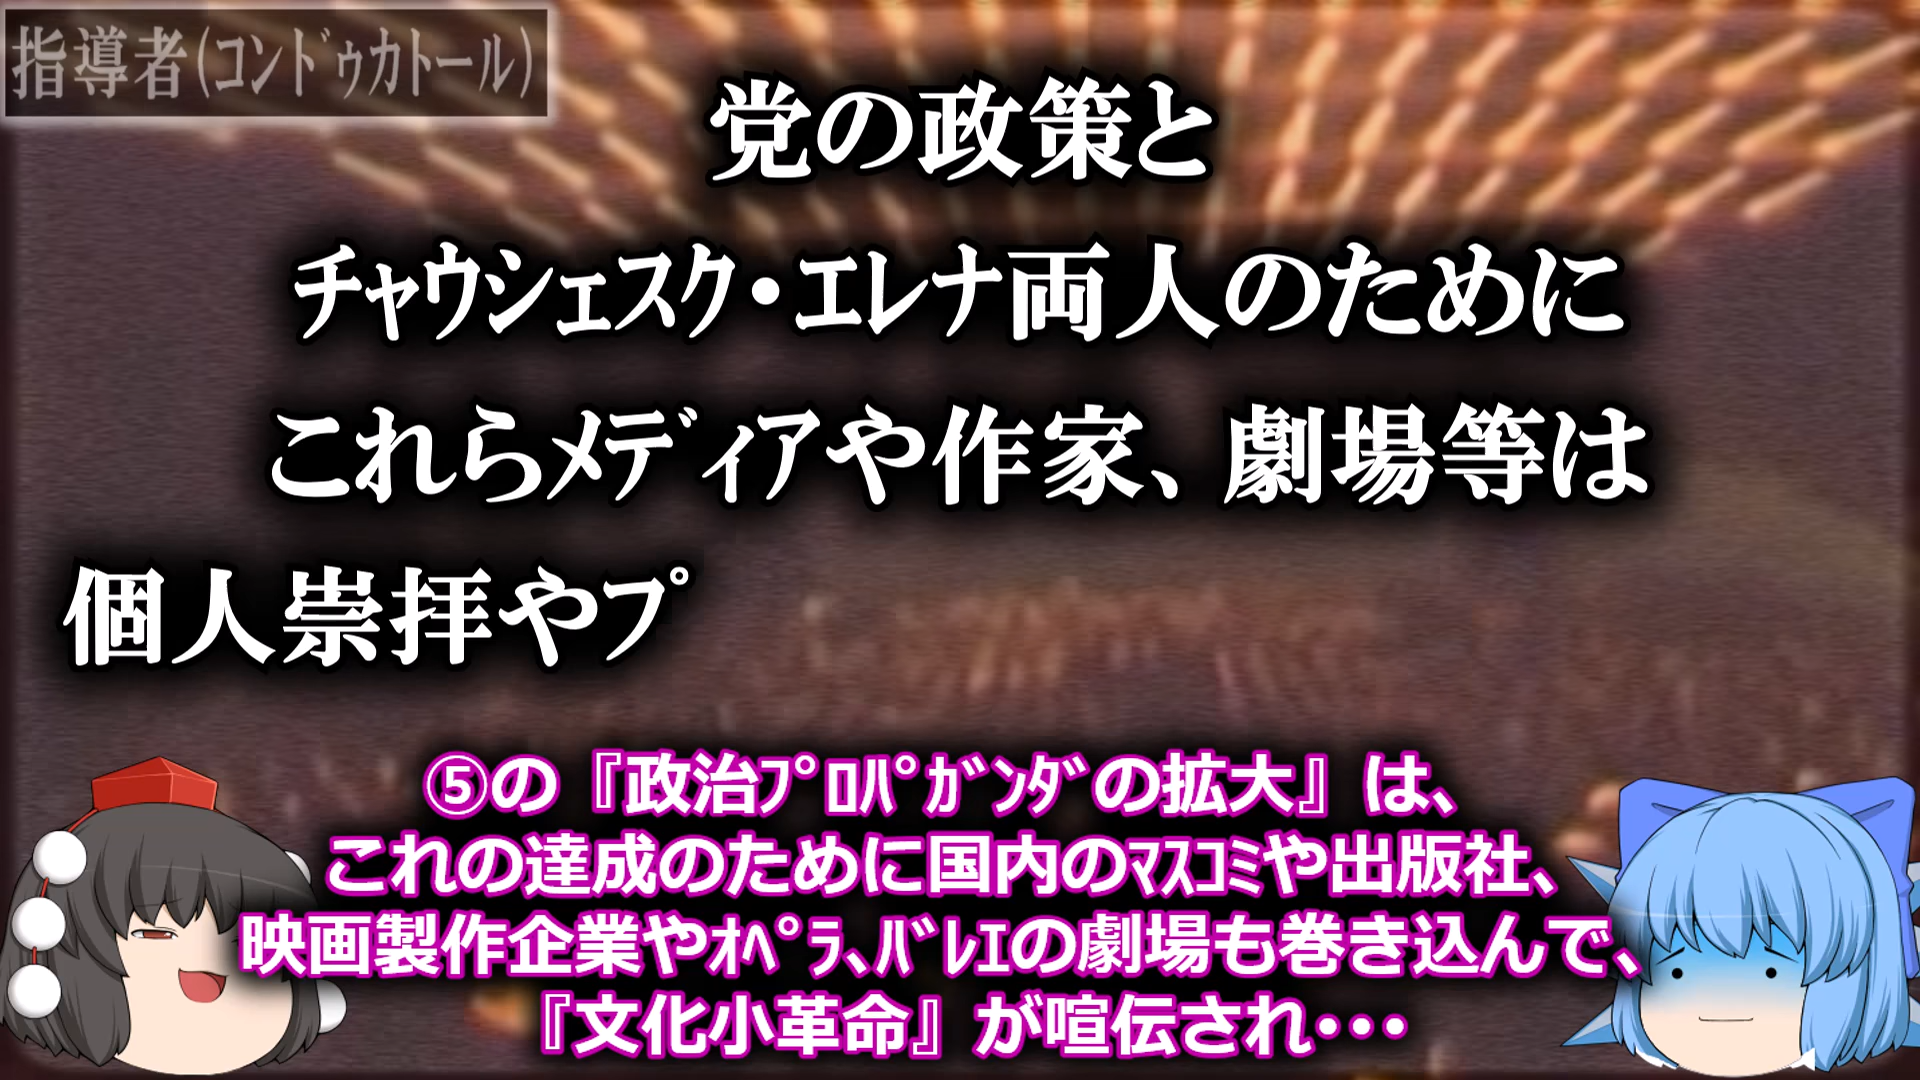 指導者(ｺﾝﾄﾞｩｶﾄｰﾙ)
党の政策と
ﾁｬｳｼｪｽｸ・ｴﾚﾅ両人のために
これらﾒﾃﾞｨｱや作家、劇場等は
個人崇拝やﾌﾟ
⑤の『政治ﾌﾟﾛﾊﾟｶﾞﾝﾀﾞの拡大』は、
これの達成のために国内のﾏｽｺﾐや出版社、
映画製作企業やｵﾍﾟﾗ､ﾊﾞﾚｴの劇場も巻き込んで、
『文化小革命』が喧伝され･･･